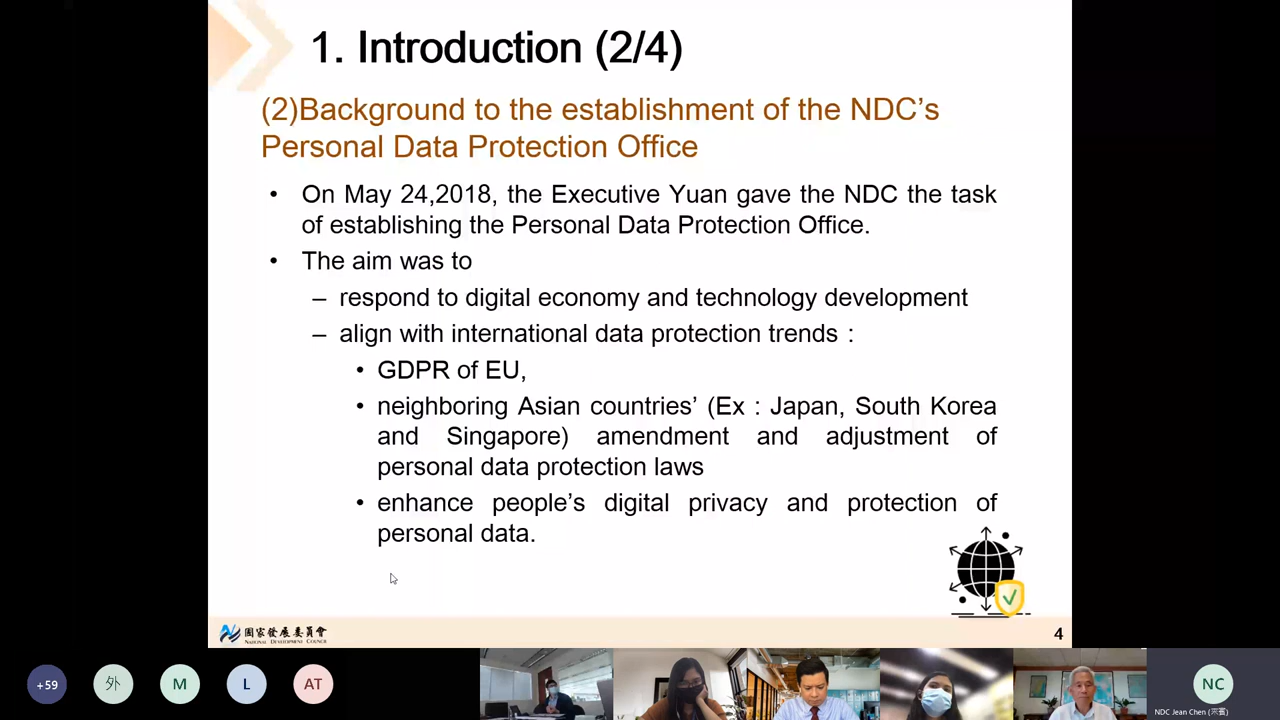 1. Introduction (2/4)
(2)Background to the establishment of the NDC's
Personal Data Protection Office
• On May 24,2018, the Executive Yuan gave the NDC the task
of establishing the Personal Data Protection Office.
• The aim was to
– respond to digital economy and technology development
– align with international data protection trends：
• GDPR of EU,
• neighboring Asian countries' (Ex : Japan, South Korea
and Singapore) amendment and adjustment of
personal data protection laws
• enhance people's digital privacy and protection of
personal data.
國家發展委員會
NATIONAL DEVELOPMENT COUNCIL
4
+59
外
M
L
AT
NC
NDC Jean Chen (宗賓)